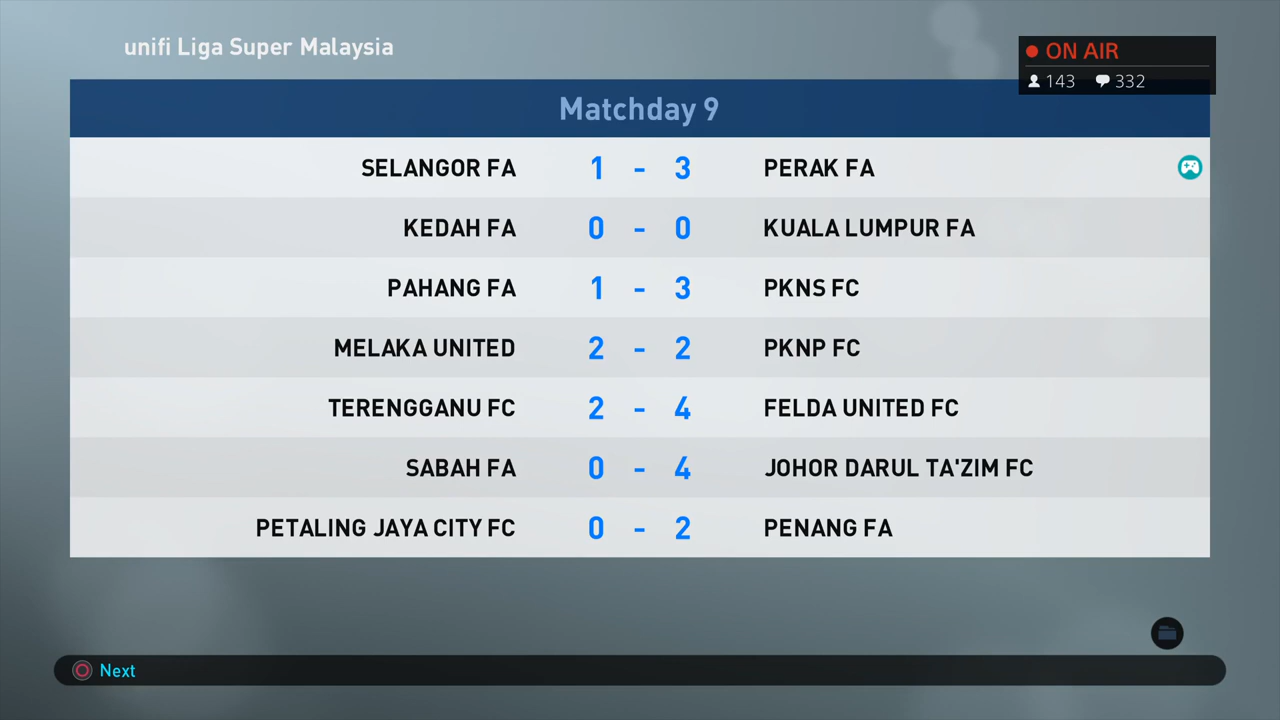 unifi Liga Super Malaysia
ON AIR
143 332
Matchday 9
SELANGOR FA 1 - 3 PERAK FA
KEDAH FA 0 - 0 KUALA LUMPUR FA
PAHANG FA 1 - 3 PKNS FC
MELAKA UNITED 2 - 2 PKNP FC
TERENGGANU FC 2 - 4 FELDA UNITED FC
SABAH FA 0 - 4 JOHOR DARUL TA'ZIM FC
PETALING JAYA CITY FC 0 - 2 PENANG FA
Next